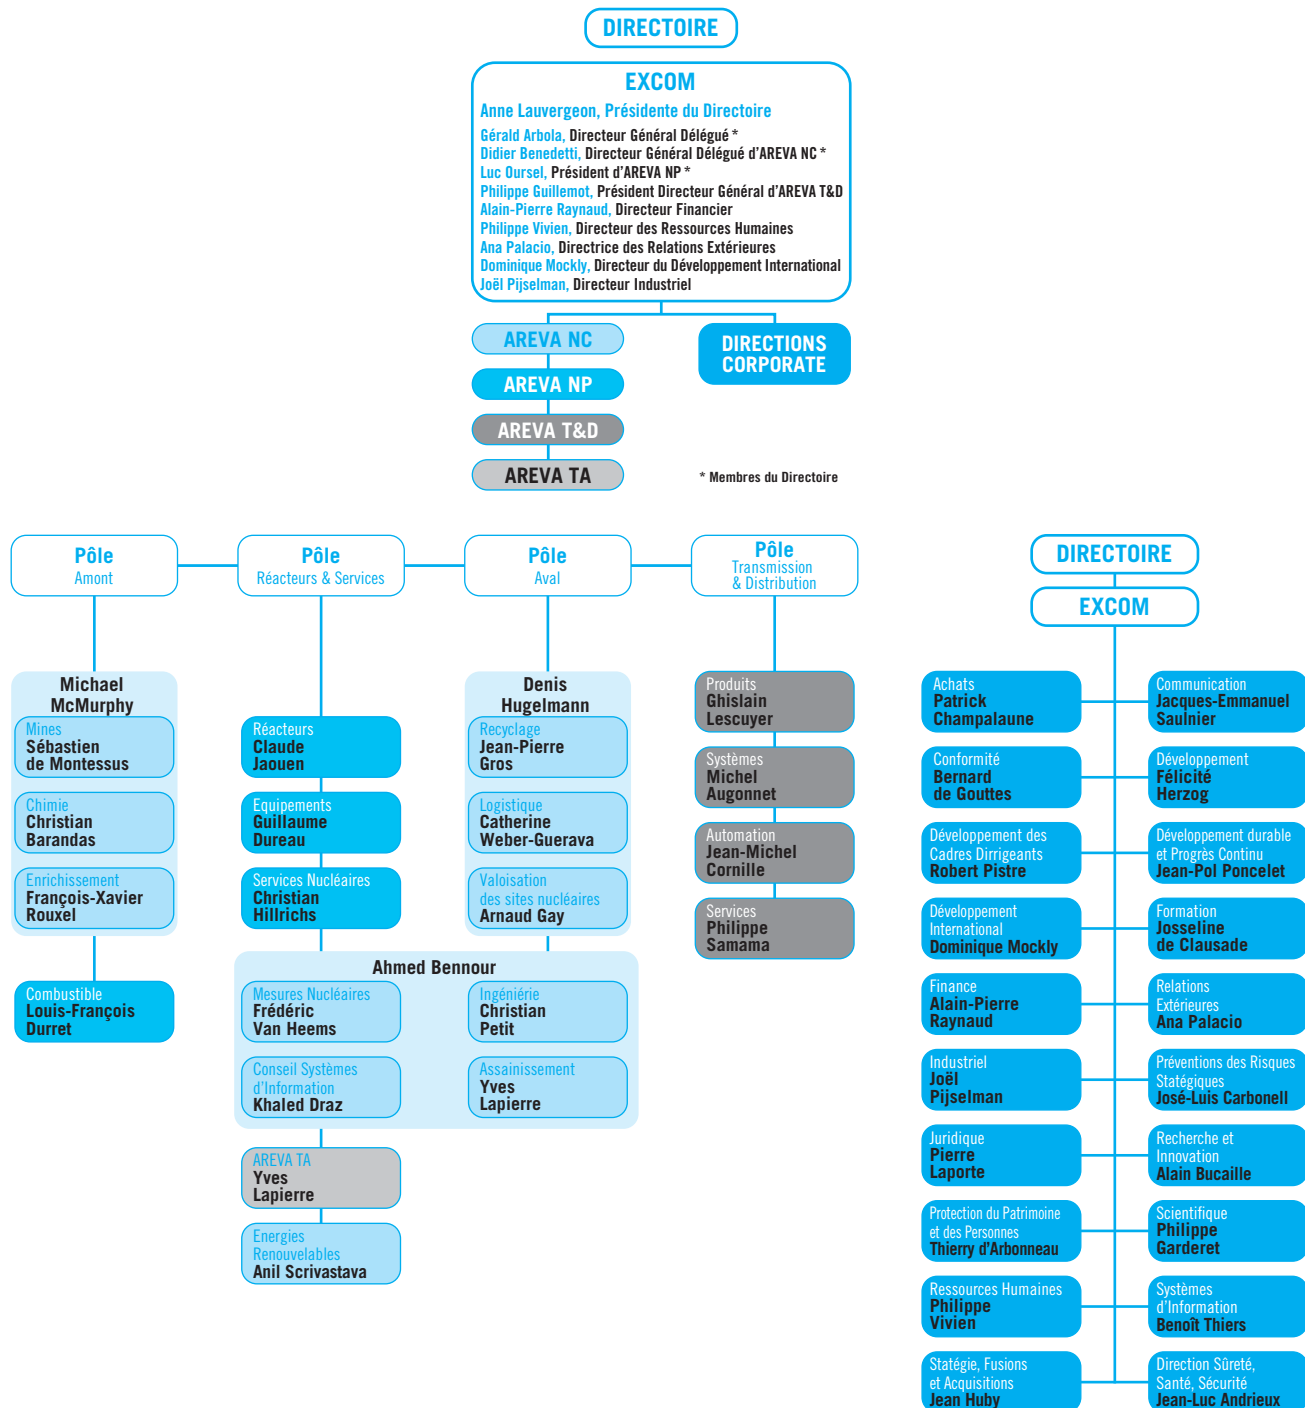 DIRECTOIRE
EXCOM
Anne Lauvergeon, Présidente du Directoire
Gérald Arbola, Directeur Général Délégué *
Didier Benedetti, Directeur Général Délégué d'AREVA NC *
Luc Oursel, Président d'AREVA NP *
Philippe Guillemot, Président Directeur Général d'AREVA T&D
Alain-Pierre Raynaud, Directeur Financier
Philippe Vivien, Directeur des Ressources Humaines
Ana Palacio, Directrice des Relations Extérieures
Dominique Mockly, Directeur du Développement International
Joël Pijselman, Directeur Industriel
AREVA NC
AREVA NP
AREVA T&D
AREVA TA
DIRECTIONS
CORPORATE
* Membres du Directoire
Pôle
Amont
Michael
McMurphy
Mines
Sébastien
de Montessus
Chimie
Christian
Barandas
Enrichissement
François-Xavier
Rouxel
Combustible
Louis-François
Durret
Pôle
Réacteurs & Services
Réacteurs
Claude
Jaouen
Equipements
Guillaume
Dureau
Services Nucléaires
Christian
Hillrichs
Pôle
Aval
Denis
Hugelmann
Recyclage
Jean-Pierre
Gros
Logistique
Catherine
Weber-Guerava
Valoisation
des sites nucléaires
Arnaud Gay
Ahmed Bennour
Mesures Nucléaires
Frédéric
Van Heems
Ingéniérie
Christian
Petit
Conseil Systèmes
d'Information
Khaled Draz
Assainissement
Yves
Lapierre
AREVA TA
Yves
Lapierre
Energies
Renouvelables
Anil Scrivastava
Pôle
Transmission
& Distribution
Produits
Ghislain
Lescuyer
Systèmes
Michel
Augonnet
Automation
Jean-Michel
Cornille
Services
Philippe
Samama
DIRECTOIRE
EXCOM
Achats
Patrick
Champalaune
Communication
Jacques-Emmanuel
Saulnier
Conformité
Bernard
de Gouttes
Développement
Félicité
Herzog
Développement des
Cadres Dirrigeants
Robert Pistre
Développement durable
et Progrès Continu
Jean-Pol Poncelet
Développement
International
Dominique Mockly
Formation
Josseline
de Clausade
Finance
Alain-Pierre
Raynaud
Relations
Extérieures
Ana Palacio
Industriel
Joël
Pijselman
Préventions des Risques
Statégiques
José-Luis Carbonell
Juridique
Pierre
Laporte
Recherche et
Innovation
Alain Bucaille
Protection du Patrimoine
et des Personnes
Thierry d'Arbonneau
Scientifique
Philippe
Garderet
Ressources Humaines
Philippe
Vivien
Systèmes
d'Information
Benoît Thiers
Statégie, Fusions
et Acquisitions
Jean Huby
Direction Sûreté,
Santé, Sécurité
Jean-Luc Andrieux